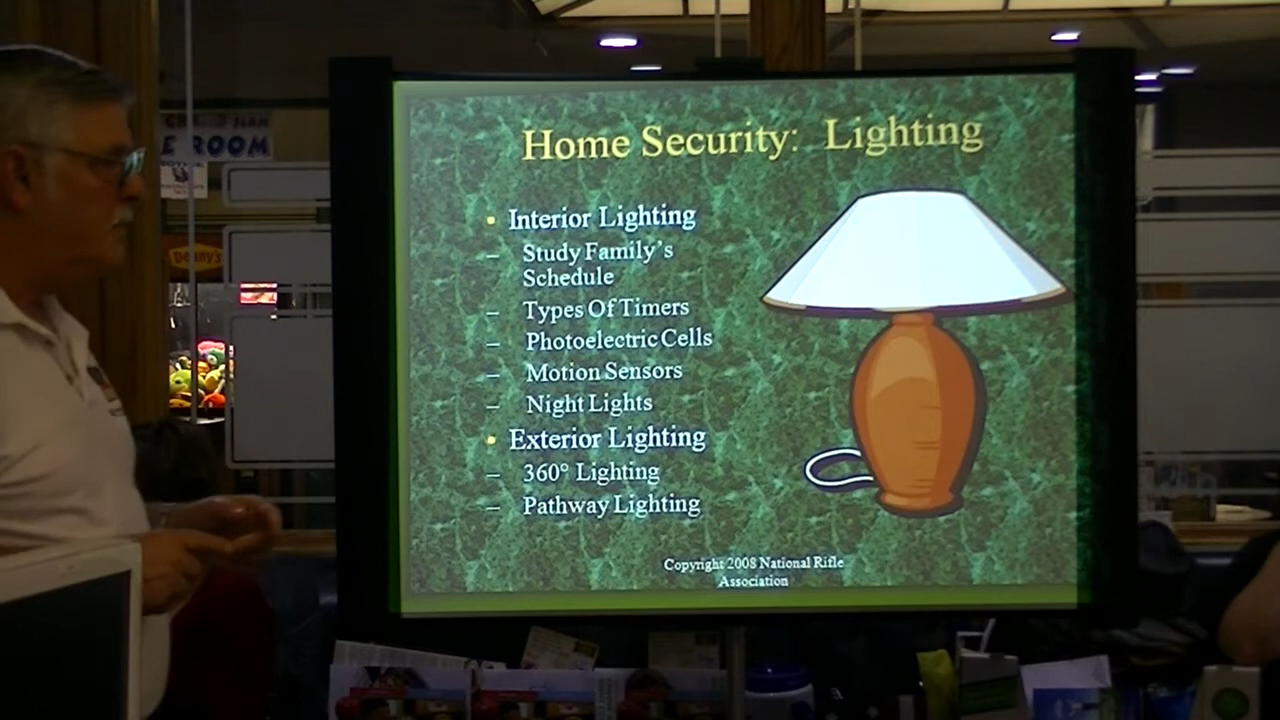 ROOM
Denny's
Home Security: Lighting
• Interior Lighting
– Study Family's
Schedule
– Types Of Timers
– Photoelectric Cells
– Motion Sensors
– Night Lights
• Exterior Lighting
– 360° Lighting
– Pathway Lighting
Copyright 2008 National Rifle
Association